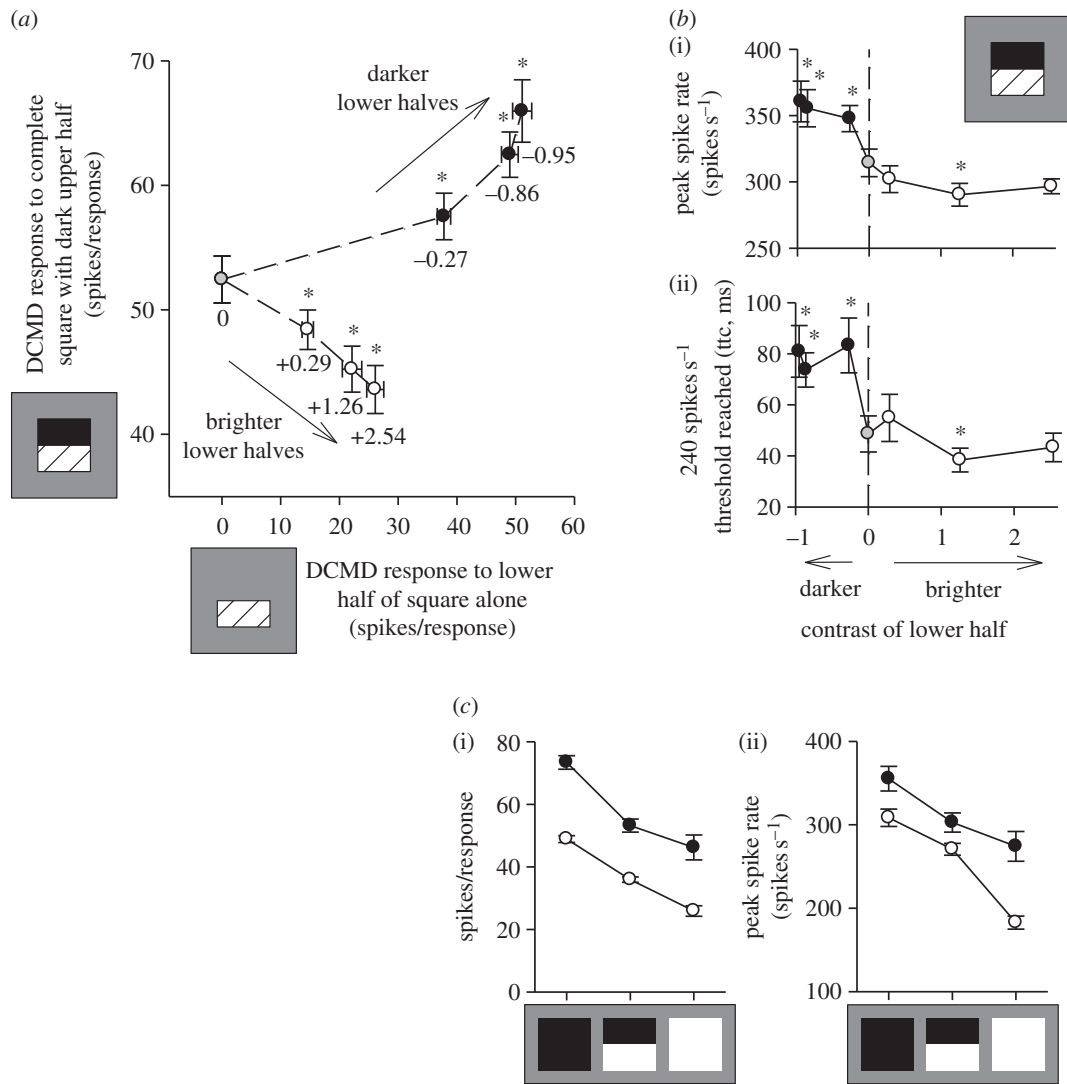 (a)
DCMD response to complete
square with dark upper half
(spikes/response)
70
60
50
40
darker
lower halves
*
*
*
–0.95
–0.86
–0.27
0
*
*
*
+0.29
+1.26
+2.54
brighter
lower halves
0
10
20
30
40
50
60
DCMD response to lower
half of square alone
(spikes/response)
(b)
(i)
peak spike rate
(spikes s⁻¹)
400
350
300
250
*
*
*
*
(ii)
240 spikes s⁻¹
threshold reached (ttc, ms)
100
80
60
40
20
*
*
*
*
–1
0
1
2
darker
brighter
contrast of lower half
(c)
(i)
spikes/response
80
60
40
20
0
(ii)
peak spike rate
(spikes s⁻¹)
400
300
200
100